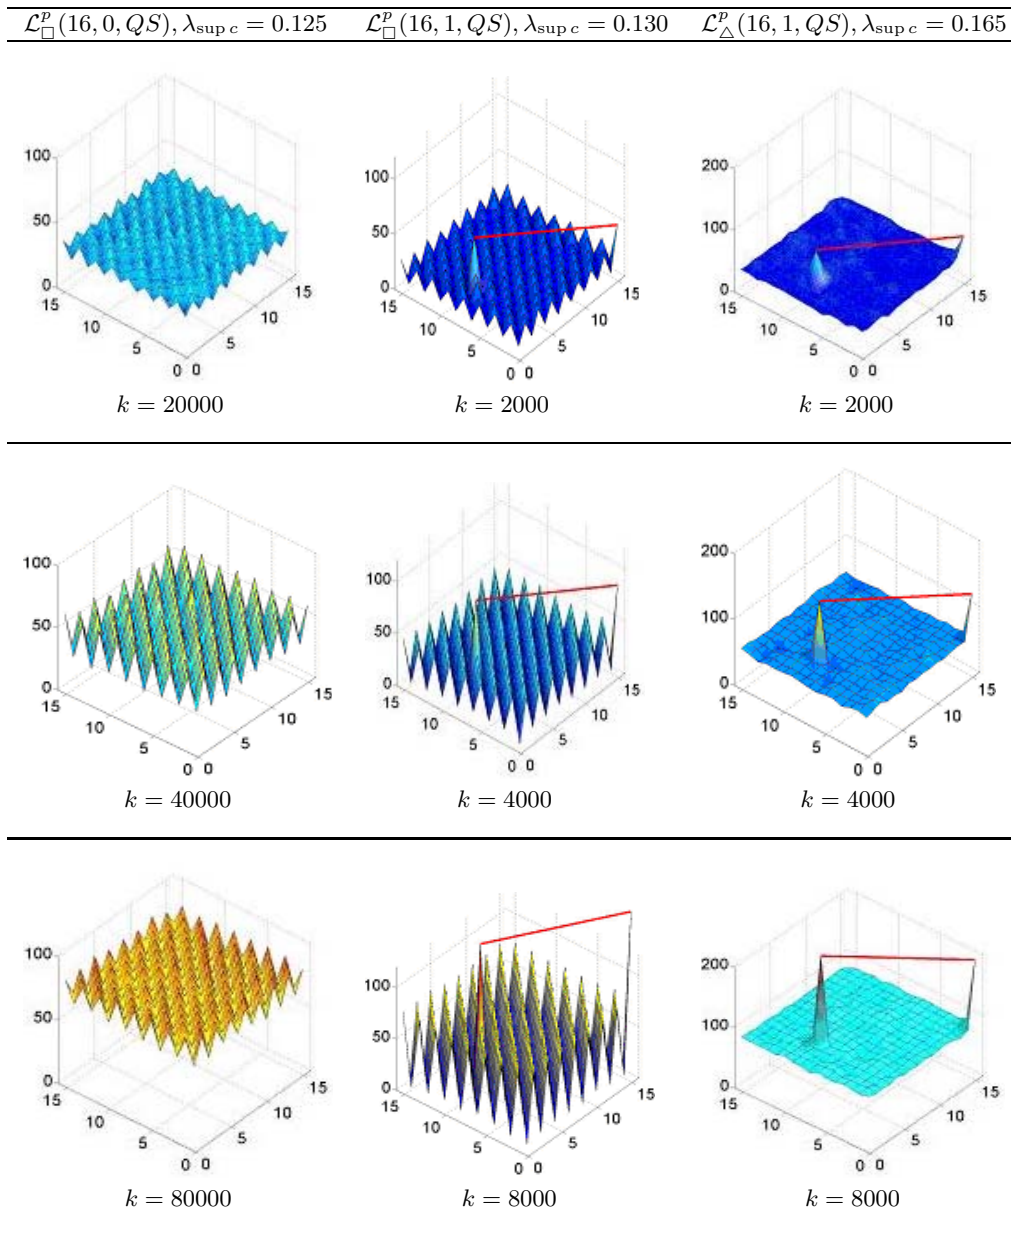 $\mathcal{L}^p_\square(16, 0, QS), \lambda_{\sup c} = 0.125$ $\mathcal{L}^p_\square(16, 1, QS), \lambda_{\sup c} = 0.130$ $\mathcal{L}^p_\triangle(16, 1, QS), \lambda_{\sup c} = 0.165$
100 50 0 15 10 5 0 0 5 10 15
100 50 0 15 10 5 0 0 5 10 15
200 100 0 15 10 5 0 0 5 10 15
k = 20000 k = 2000 k = 2000
100 50 0 15 10 5 0 0 5 10 15
100 50 0 15 10 5 0 0 5 10 15
200 100 0 15 10 5 0 0 5 10 15
k = 40000 k = 4000 k = 4000
100 50 0 15 10 5 0 0 5 10 15
100 50 0 15 10 5 0 0 5 10 15
200 100 0 15 10 5 0 0 5 10 15
k = 80000 k = 8000 k = 8000